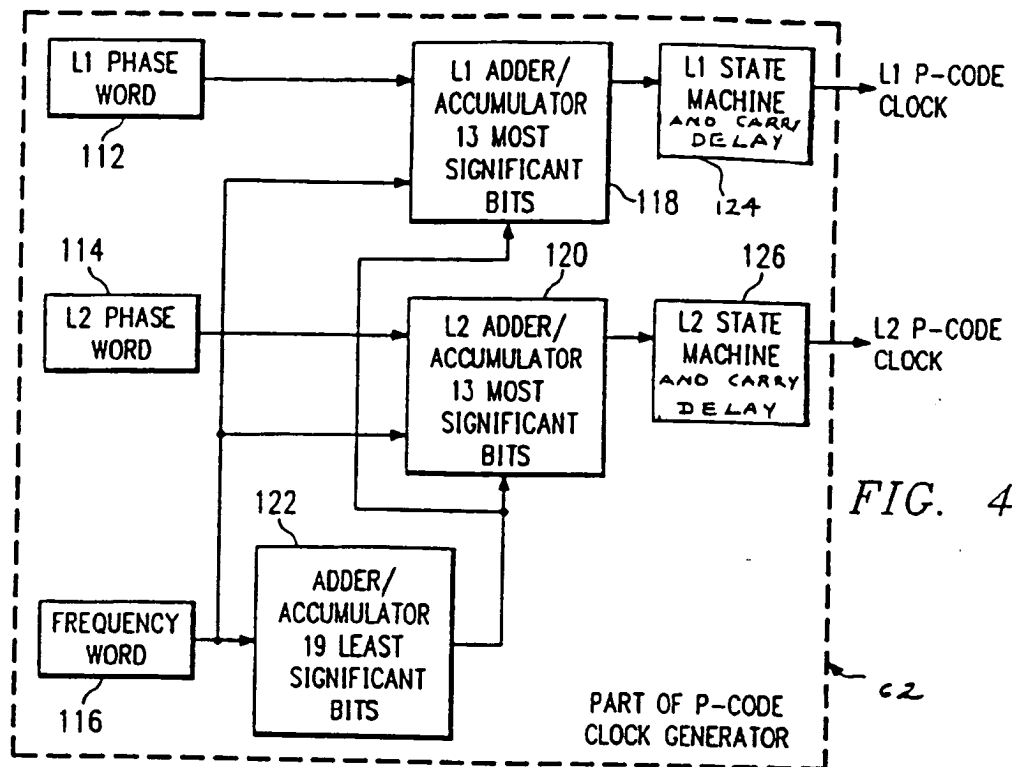 L1 PHASE
WORD
112
L1 ADDER/
ACCUMULATOR
13 MOST
SIGNIFICANT
BITS
118
L1 STATE
MACHINE
AND CARRY
DELAY
124
L1 P-CODE
CLOCK
114
L2 PHASE
WORD
120
L2 ADDER/
ACCUMULATOR
13 MOST
SIGNIFICANT
BITS
126
L2 STATE
MACHINE
AND CARRY
DELAY
L2 P-CODE
CLOCK
FIG. 4
122
ADDER/
ACCUMULATOR
19 LEAST
SIGNIFICANT
BITS
FREQUENCY
WORD
116
PART OF P-CODE
CLOCK GENERATOR
62